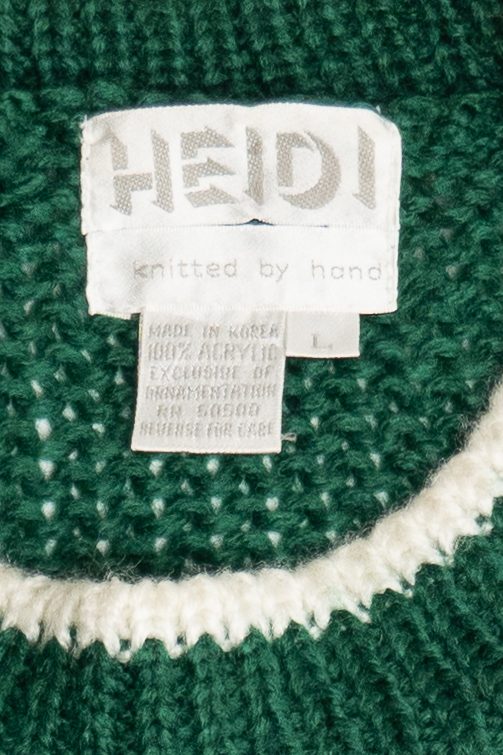 HEIDI
knitted by hand
L
MADE IN KOREA
100% ACRYLIC
EXCLUSIVE OF
ORNAMENTATION
RN 50500
REVERSE FOR CARE